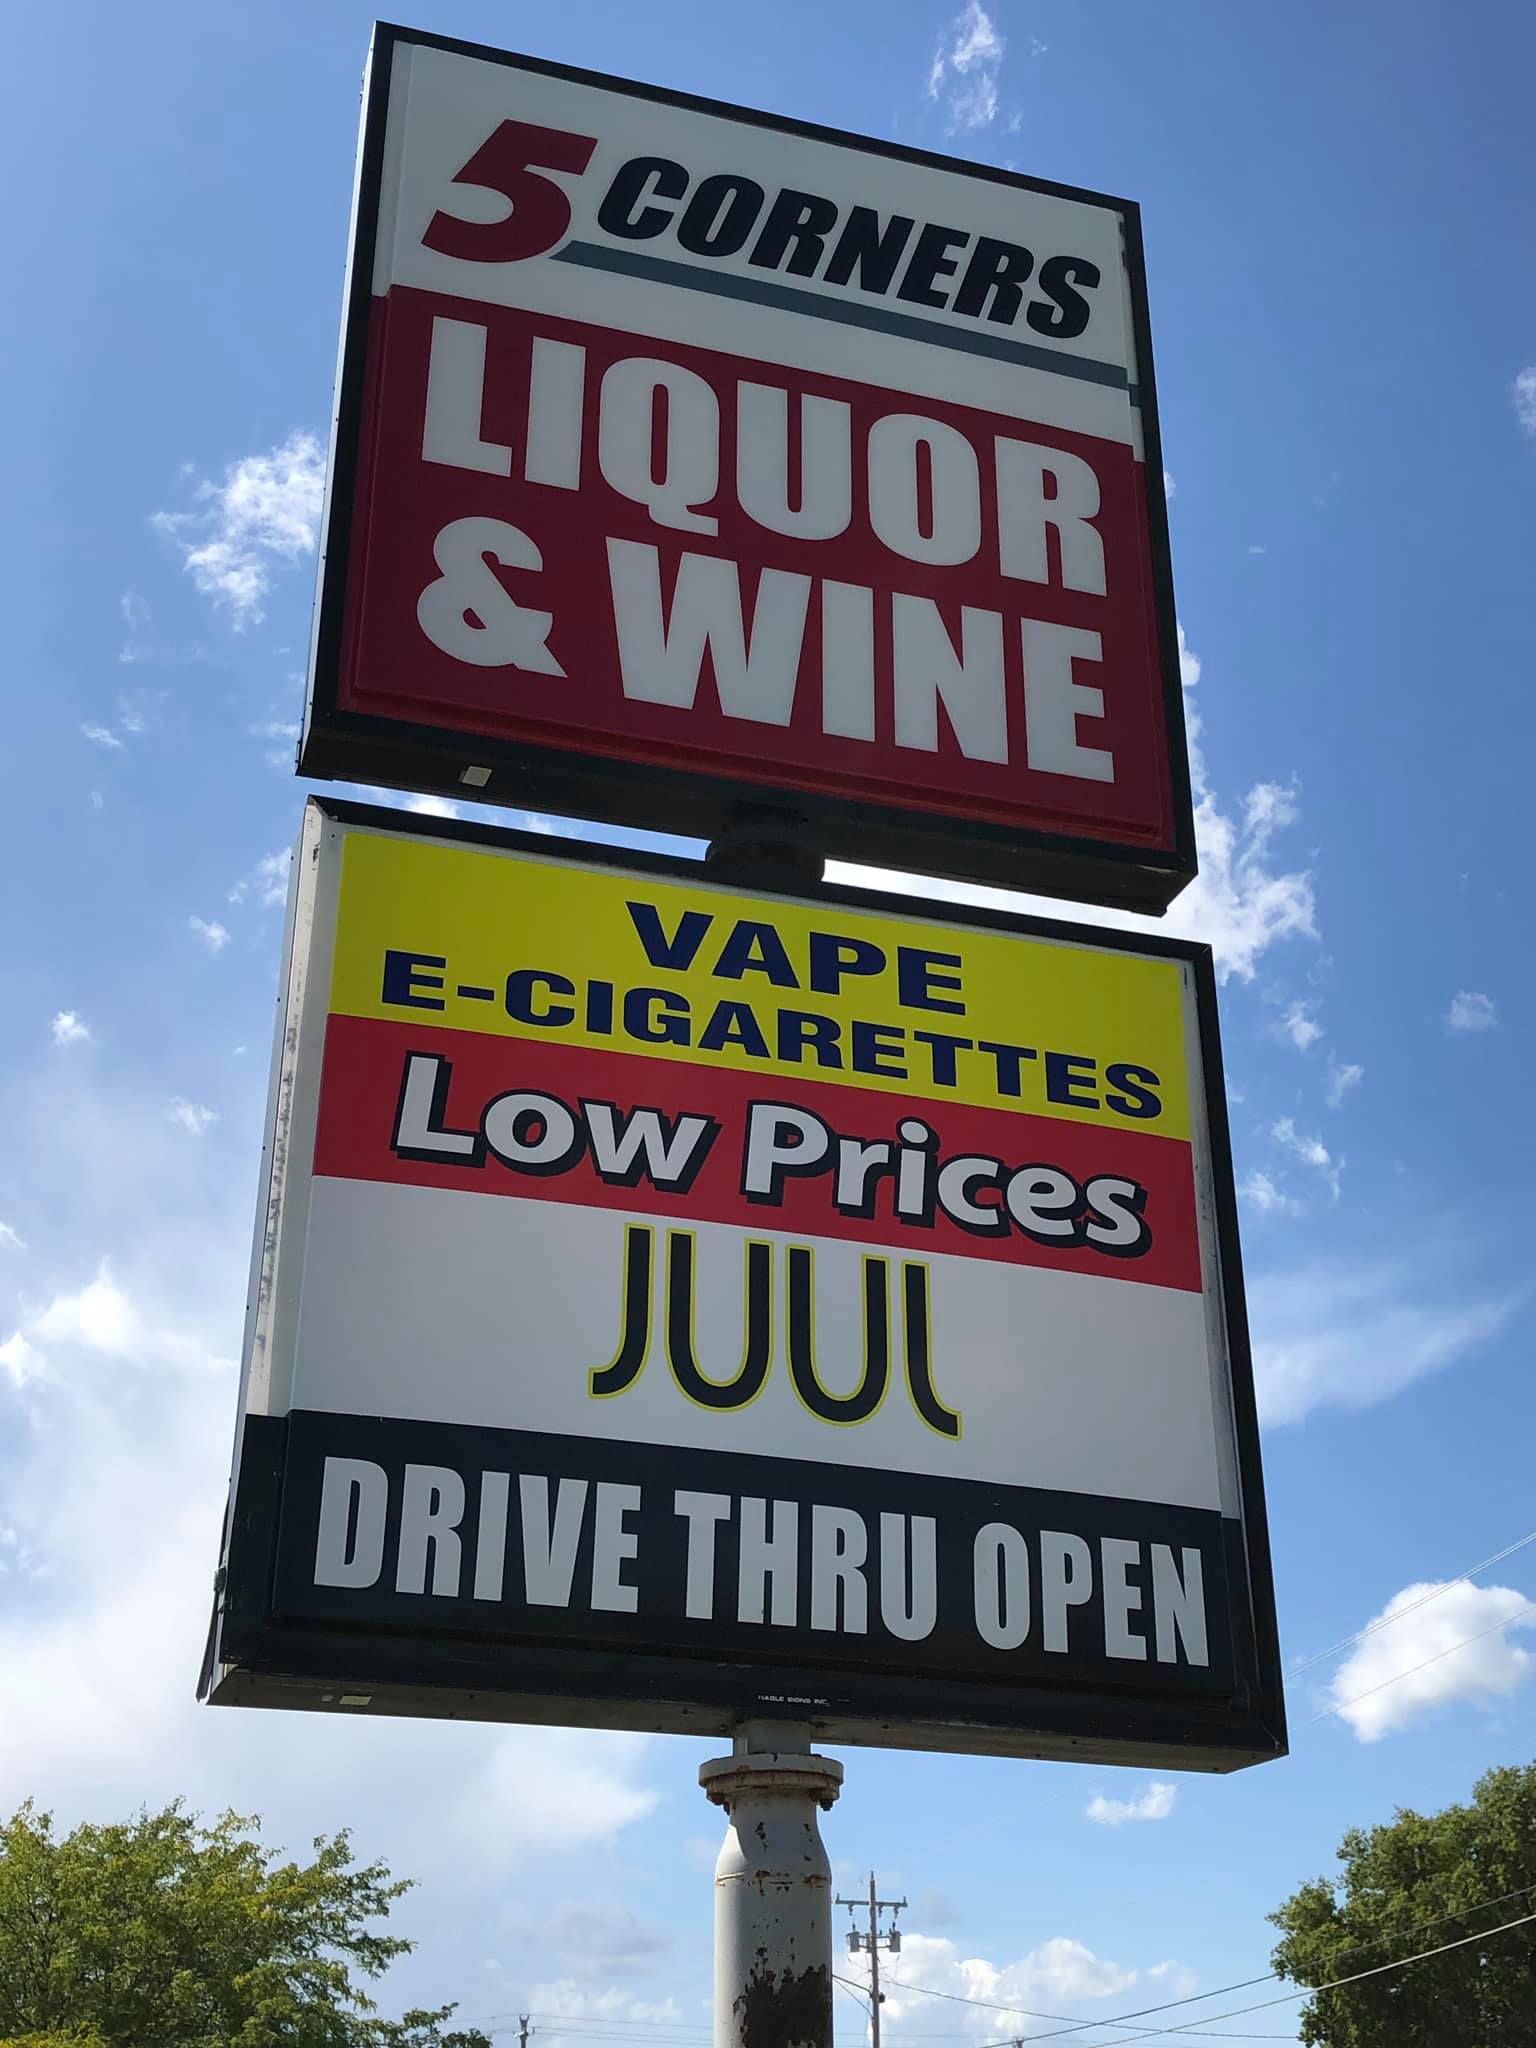 5 CORNERS
LIQUOR
& WINE
VAPE
E-CIGARETTES
Low Prices
JUUL
DRIVE THRU OPEN